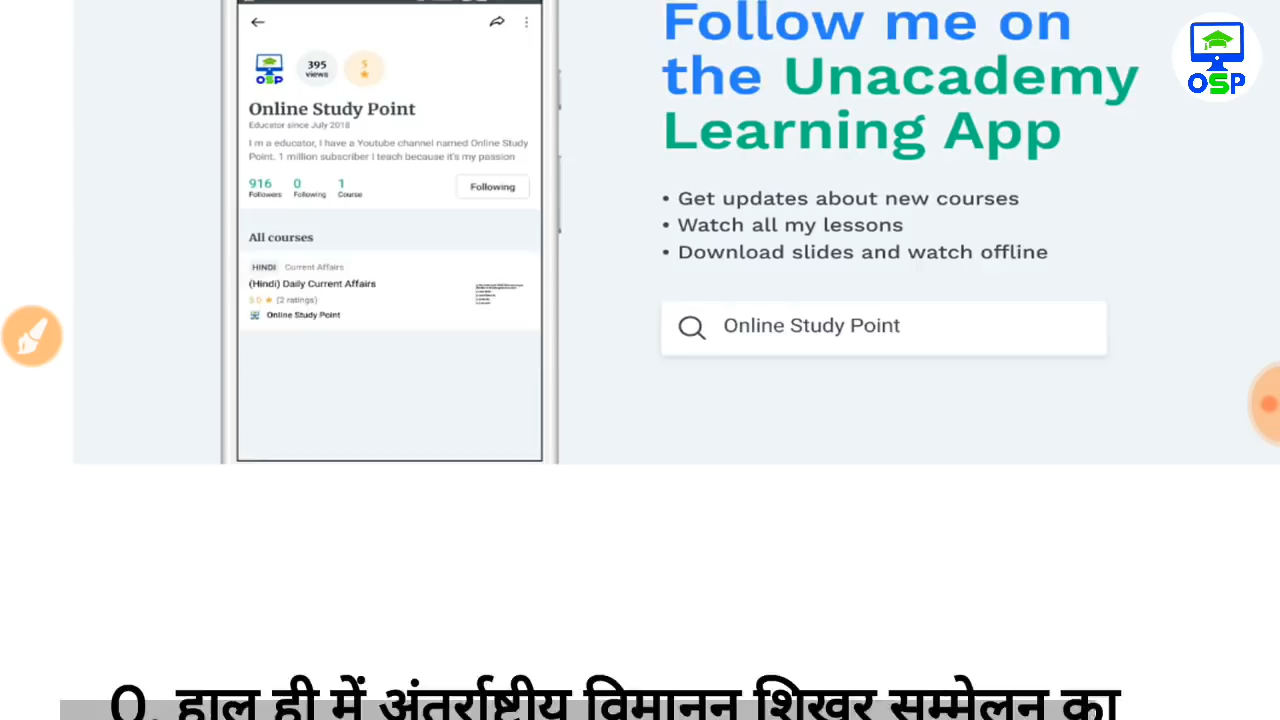 395
views
5
OSP
Online Study Point
Educator since July 2018
I m a educator, I have a Youtube channel named Online Study
Point. 1 million subscriber I teach because it's my passion
916
Followers
0
Following
1
Course
Following
All courses
HINDI Current Affairs
(Hindi) Daily Current Affairs
5.0 ★ (2 ratings)
Online Study Point
Follow me on
the Unacademy
Learning App
• Get updates about new courses
• Watch all my lessons
• Download slides and watch offline
Online Study Point
OSP
Q. हाल ही में अंतर्राष्ट्रीय विमानन शिखर सम्मेलन का